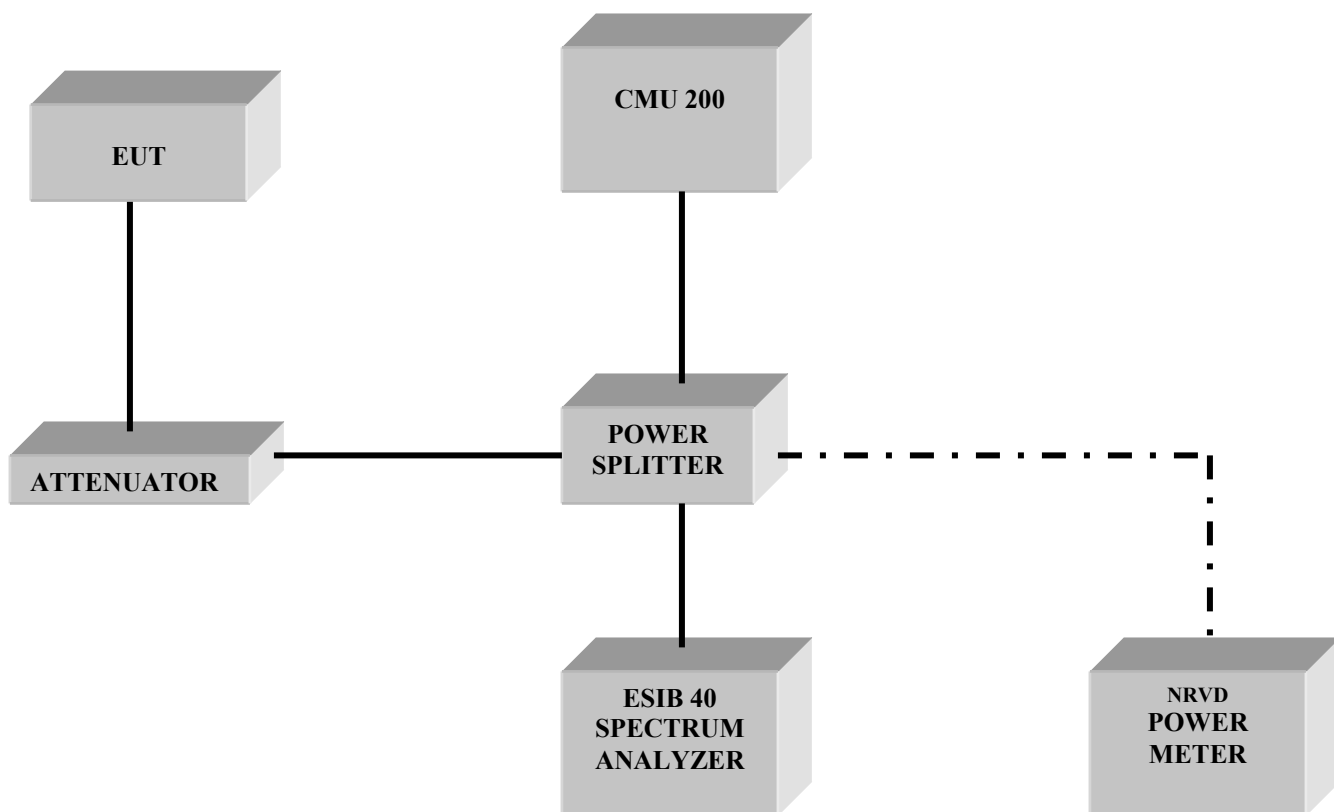 CMU 200
EUT
POWER
SPLITTER
ATTENUATOR
ESIB 40
SPECTRUM
ANALYZER
NRVD
POWER
METER